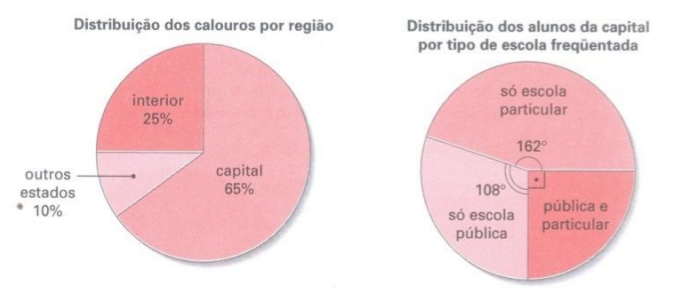 Distribuição dos calouros por região
interior
25%
capital
65%
outros
estados
10%
Distribuição dos alunos da capital
por tipo de escola freqüentada
só escola
particular
162°
108°
só escola
pública
pública e
particular